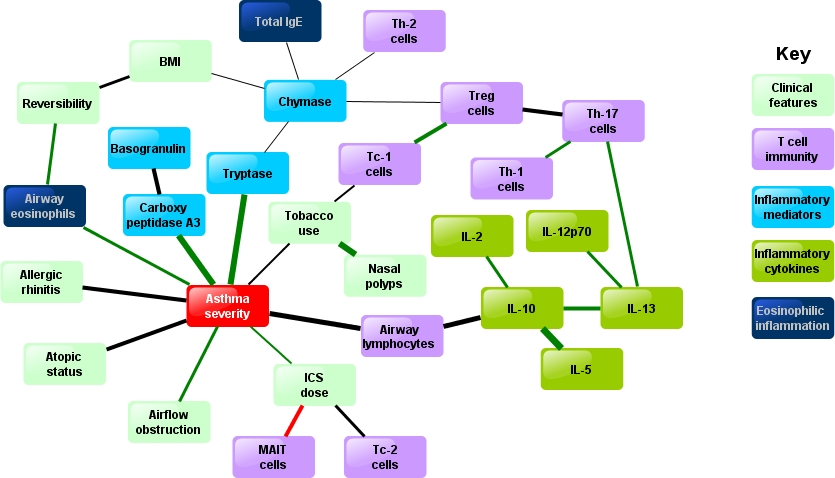 Total IgE
Th-2
cells
BMI
Key
Reversibility
Chymase
Treg
cells
Clinical
features
Th-17
cells
Basogranulin
Tc-1
cells
T cell
immunity
Tryptase
Th-1
cells
Airway
eosinophils
Carboxy
peptidase A3
Inflammatory
mediators
Tobacco
use
IL-2
IL-12p70
Allergic
rhinitis
Nasal
polyps
Inflammatory
cytokines
Asthma
severity
IL-10
IL-13
Airway
lymphocytes
Eosinophilic
inflammation
Atopic
status
IL-5
ICS
dose
Airflow
obstruction
MAIT
cells
Tc-2
cells